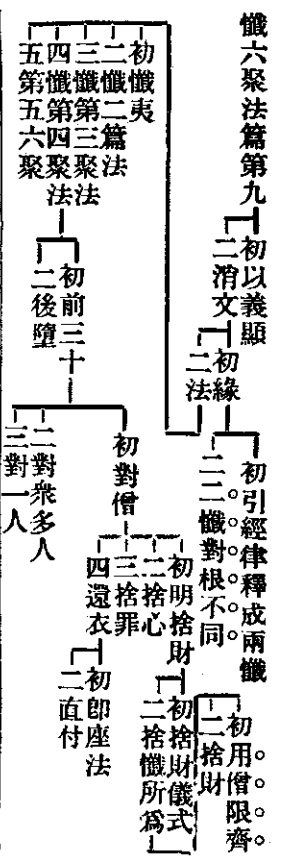 懺六聚法篇第九
初以義顯
二消文
初緣
二法
初引經律釋成兩懺
二二懺對根不同
初懺夷
二懺二篇法
三懺第三聚法
四懺第四聚法
五第五六聚
初前三十
二後墮
初對僧
二對衆多人
三對一人
初明捨財
二捨心
三捨罪
四還衣
初捨財儀式
二捨懺所為
初用僧限齊
二捨財
初卽座法
二直付